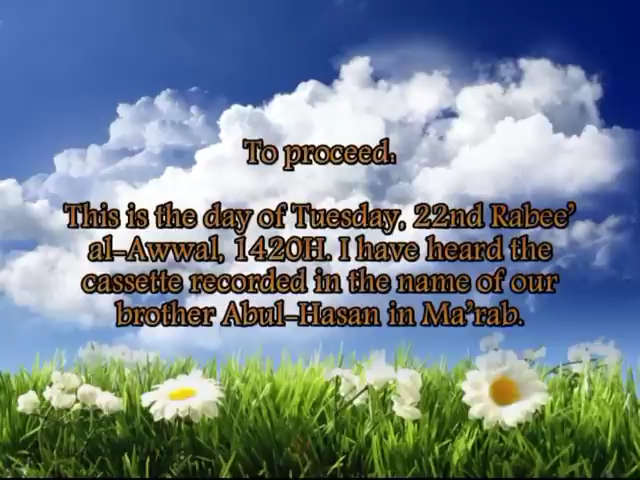 To proceed:
This is the day of Tuesday, 22nd Rabee'
al-Awwal, 1420H. I have heard the
cassette recorded in the name of our
brother Abul-Hasan in Ma'rab.